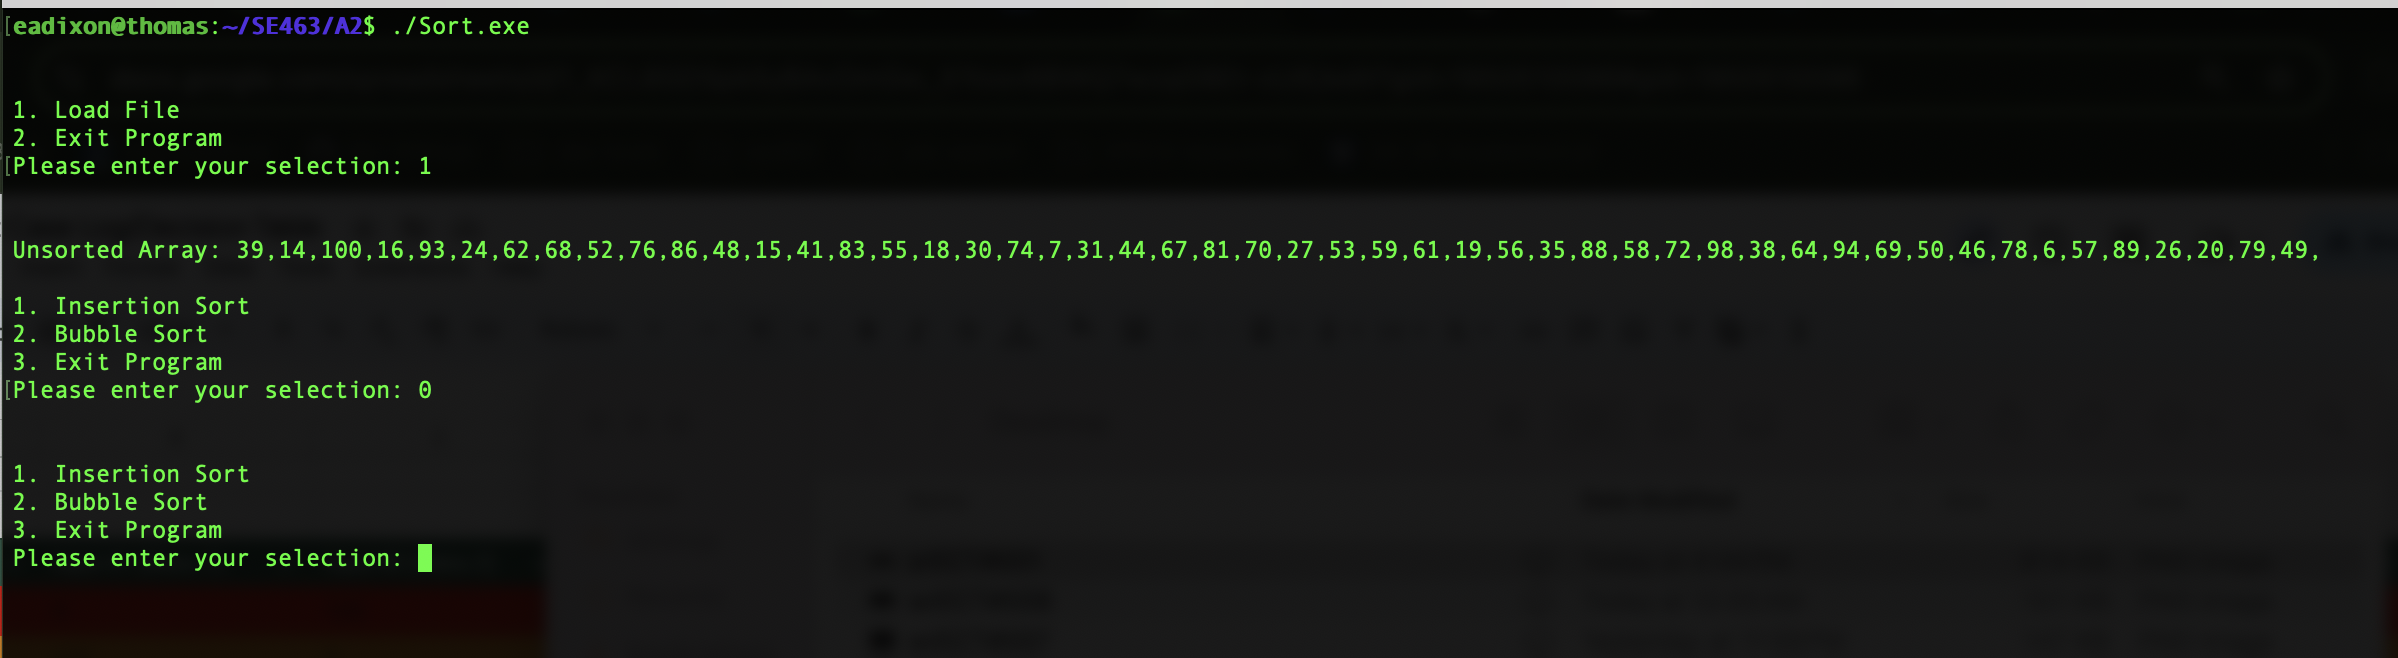 [eadixon@thomas:~/SE463/A2$ ./Sort.exe
1. Load File
2. Exit Program
[Please enter your selection: 1
Unsorted Array: 39,14,100,16,93,24,62,68,52,76,86,48,15,41,83,55,18,30,74,7,31,44,67,81,70,27,53,59,61,19,56,35,88,58,72,98,38,64,94,69,50,46,78,6,57,89,26,20,79,49,
1. Insertion Sort
2. Bubble Sort
3. Exit Program
[Please enter your selection: 0
1. Insertion Sort
2. Bubble Sort
3. Exit Program
Please enter your selection: